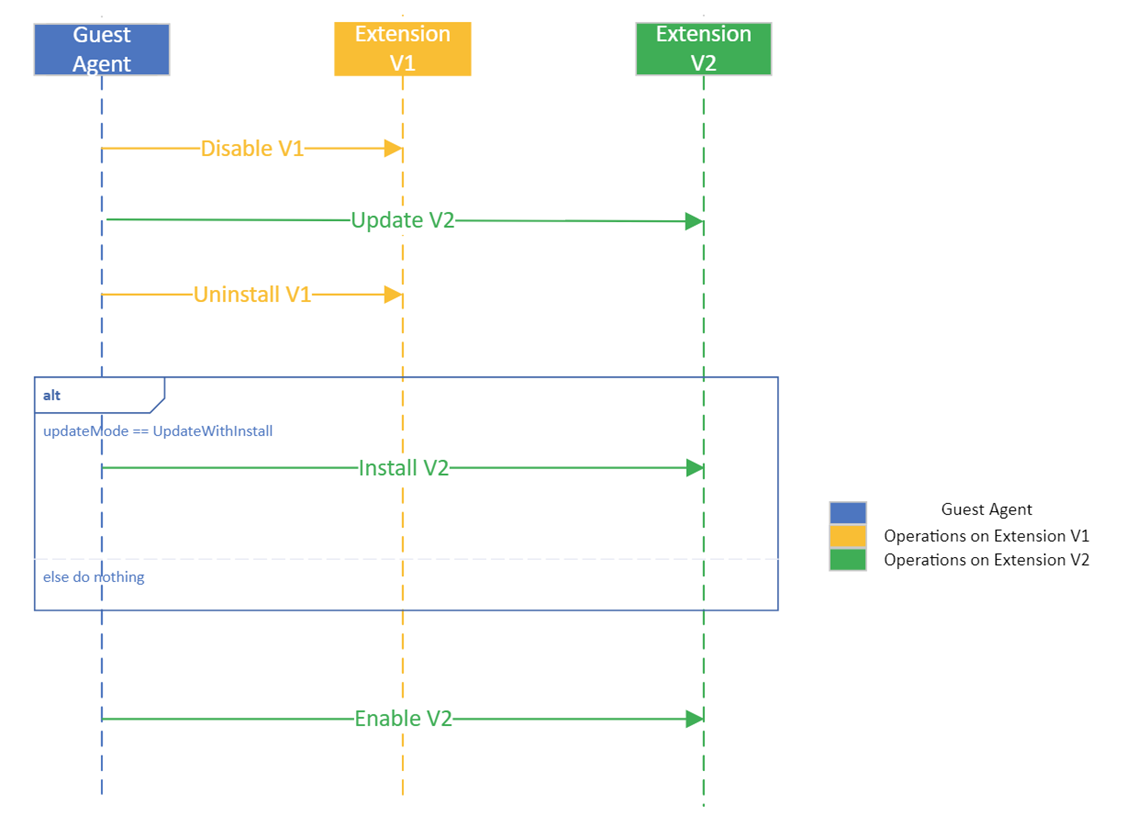 Guest
Agent
Extension
V1
Extension
V2
Disable V1
Update V2
Uninstall V1
alt
updateMode == UpdateWithInstall
Install V2
Guest Agent
Operations on Extension V1
Operations on Extension V2
else do nothing
Enable V2